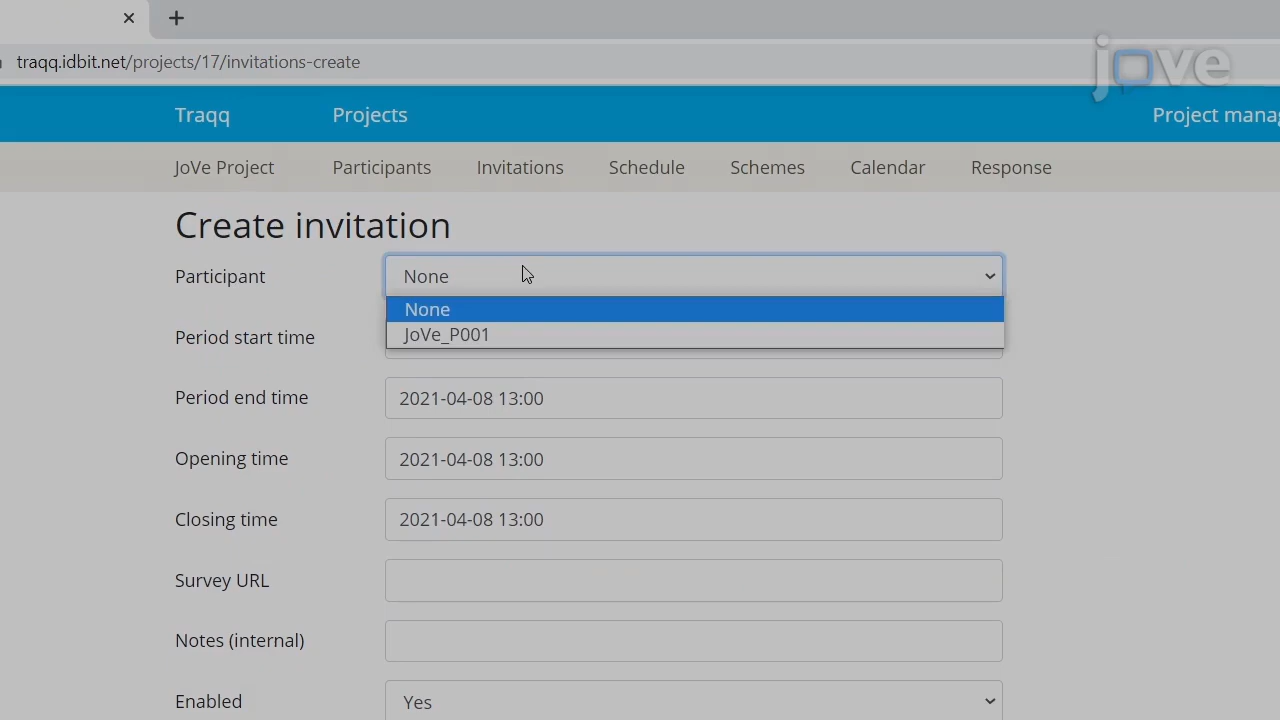 traqq.idbit.net/projects/17/invitations-create
jove
Traqq Projects Project mana
JoVe Project Participants Invitations Schedule Schemes Calendar Response
Create invitation
Participant None
None
JoVe_P001
Period start time
Period end time 2021-04-08 13:00
Opening time 2021-04-08 13:00
Closing time 2021-04-08 13:00
Survey URL
Notes (internal)
Enabled Yes